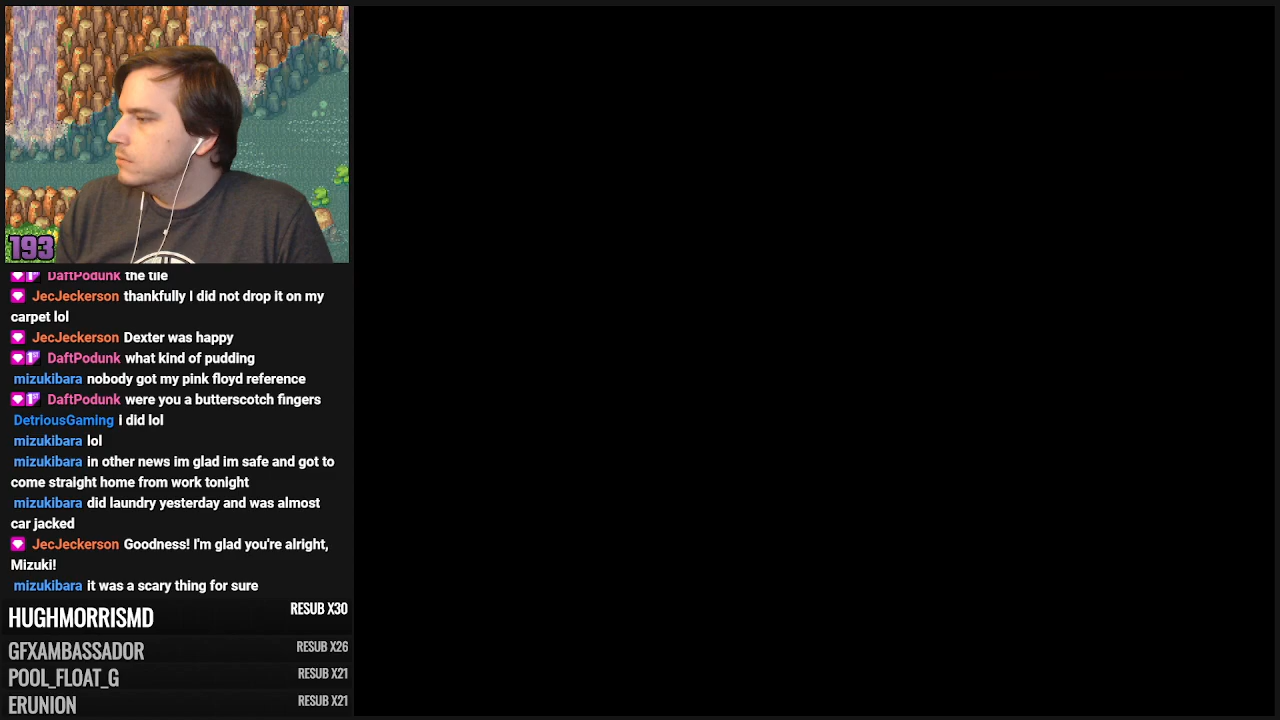 193
DaftPodunk the tile
JecJeckerson thankfully I did not drop it on my
carpet lol
JecJeckerson Dexter was happy
DaftPodunk what kind of pudding
mizukibara nobody got my pink floyd reference
DaftPodunk were you a butterscotch fingers
DetriousGaming i did lol
mizukibara lol
mizukibara in other news im glad im safe and got to
come straight home from work tonight
mizukibara did laundry yesterday and was almost
car jacked
JecJeckerson Goodness! I'm glad you're alright,
Mizuki!
mizukibara it was a scary thing for sure
HUGHMORRISMD RESUB X30
GFXAMBASSADOR RESUB X26
POOL_FLOAT_G RESUB X21
ERUNION RESUB X21